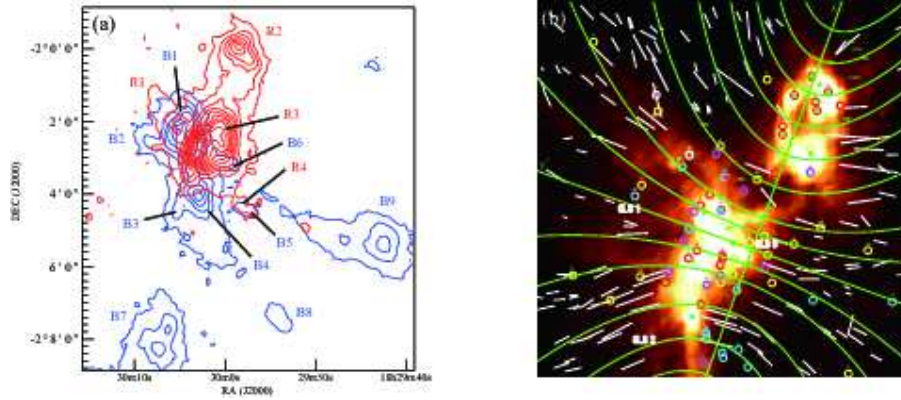 (a)
R2
-2°0'0"
B1
R1
2'0"
B2
R3
B6
R4
4'0"
B9
B3
B5
B4
6'0"
B7
B8
-2°8'0"
30m10s
30m0s
29m50s
18h29m40s
RA (J2000)
DEC (J2000)
(b)